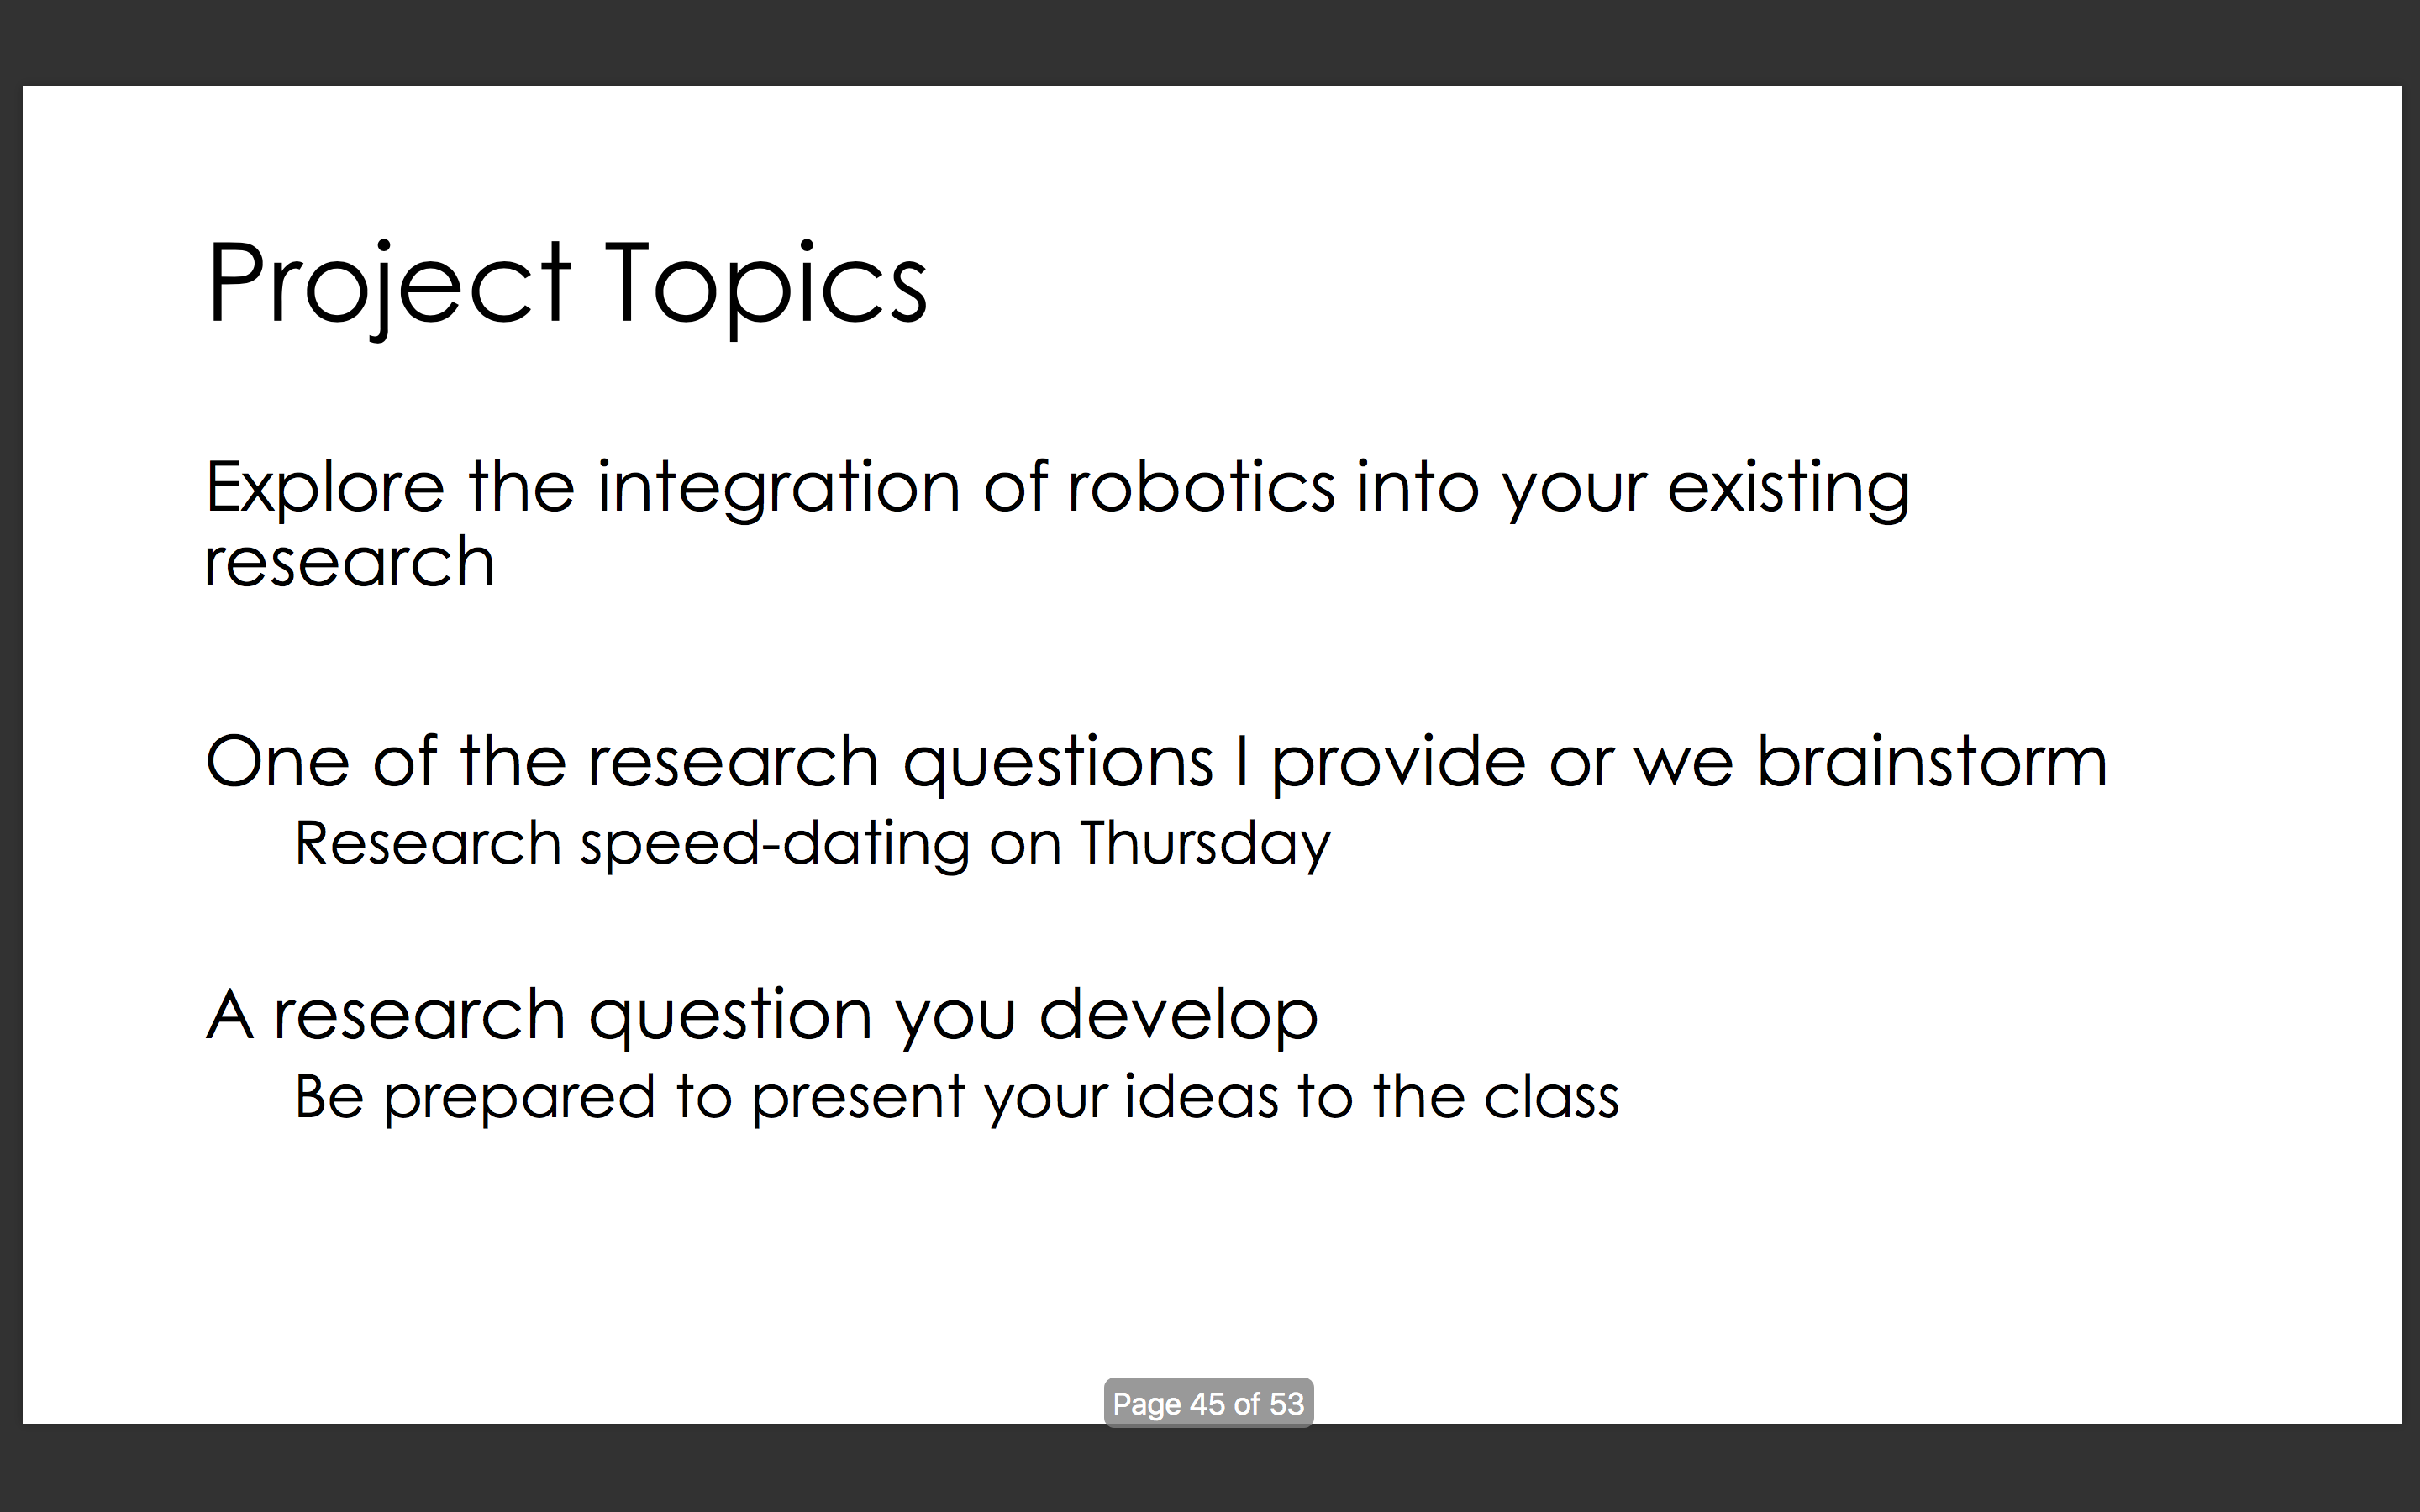 Project Topics
Explore the integration of robotics into your existing
research
One of the research questions I provide or we brainstorm
Research speed-dating on Thursday
A research question you develop
Be prepared to present your ideas to the class
Page 45 of 53